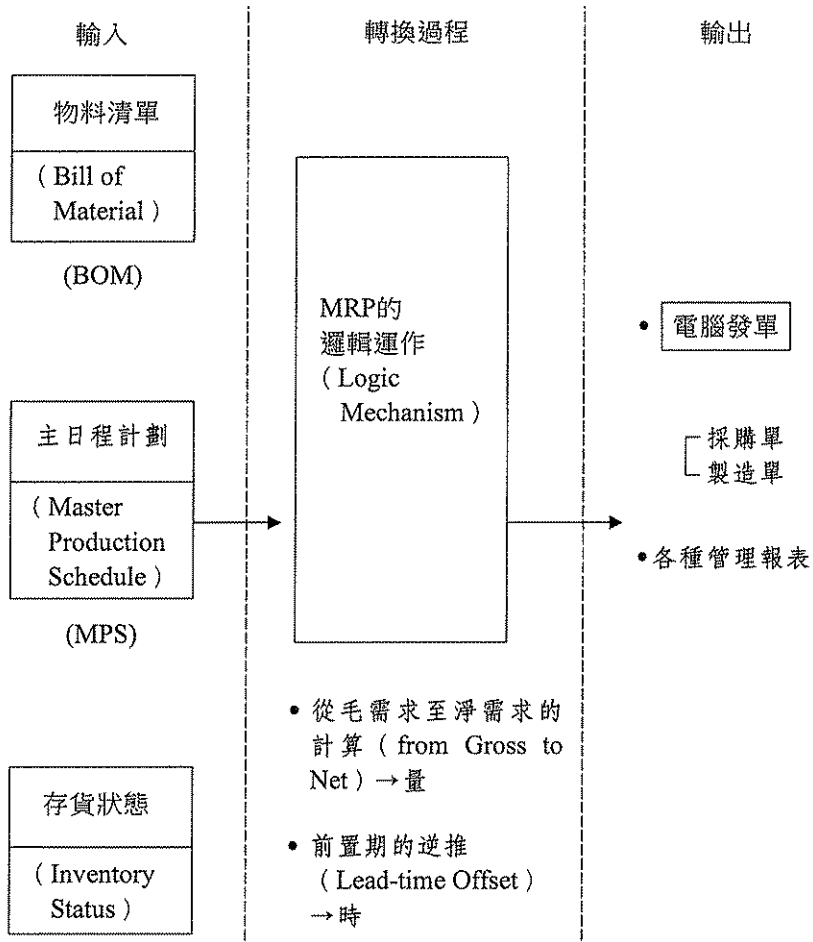 輸入
物料清單
（Bill of
Material）
(BOM)
主日程計劃
（Master
Production
Schedule）
(MPS)
存貨狀態
（Inventory
Status）
轉換過程
MRP的
邏輯運作
（Logic
Mechanism）
• 從毛需求至淨需求的
計算（from Gross to
Net）→量
• 前置期的逆推
（Lead-time Offset）
→時
輸出
• 電腦發單
採購單
製造單
•各種管理報表